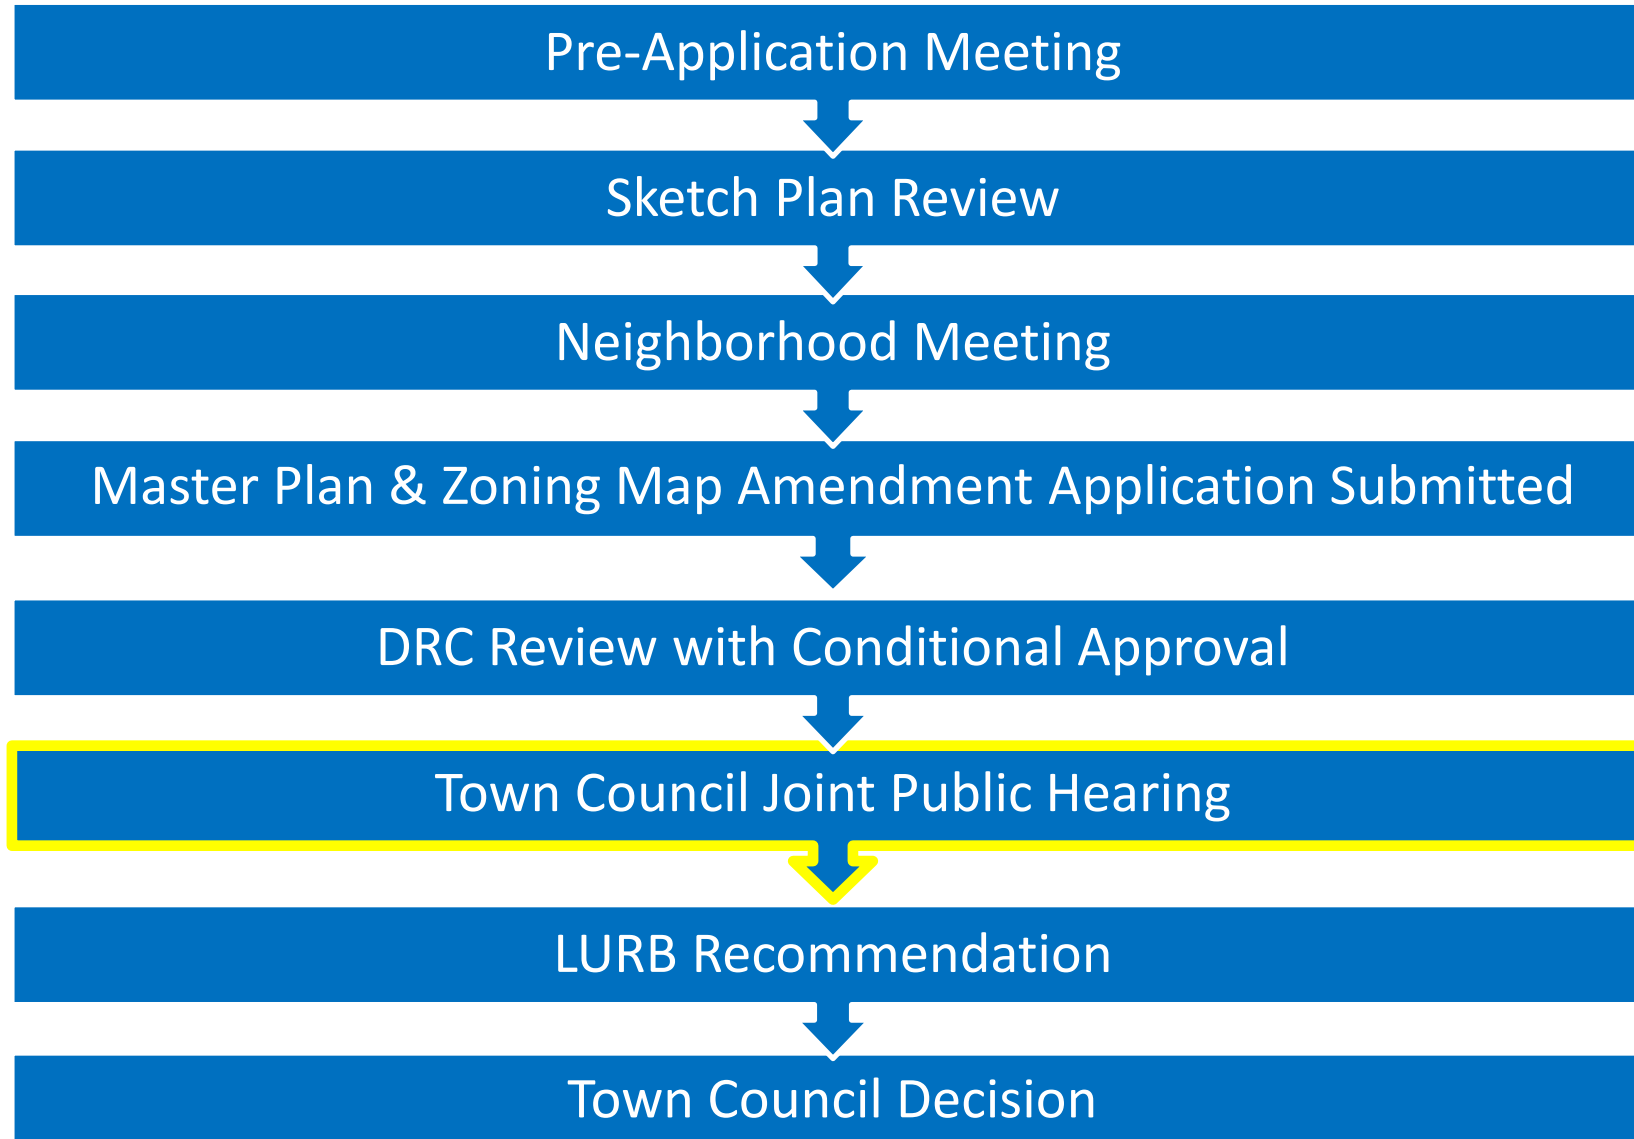 Pre-Application Meeting
Sketch Plan Review
Neighborhood Meeting
Master Plan & Zoning Map Amendment Application Submitted
DRC Review with Conditional Approval
Town Council Joint Public Hearing
LURB Recommendation
Town Council Decision